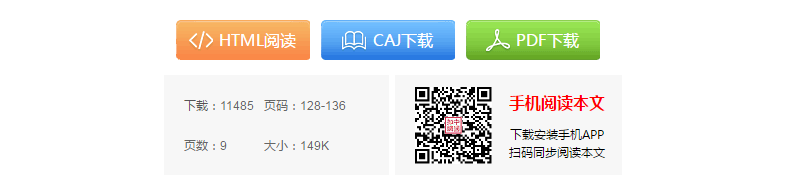 HTML阅读 CAJ下载 PDF下载
下载：11485 页码：128-136
页数：9 大小：149K
手机阅读本文
下载安装手机APP
扫码同步阅读本文